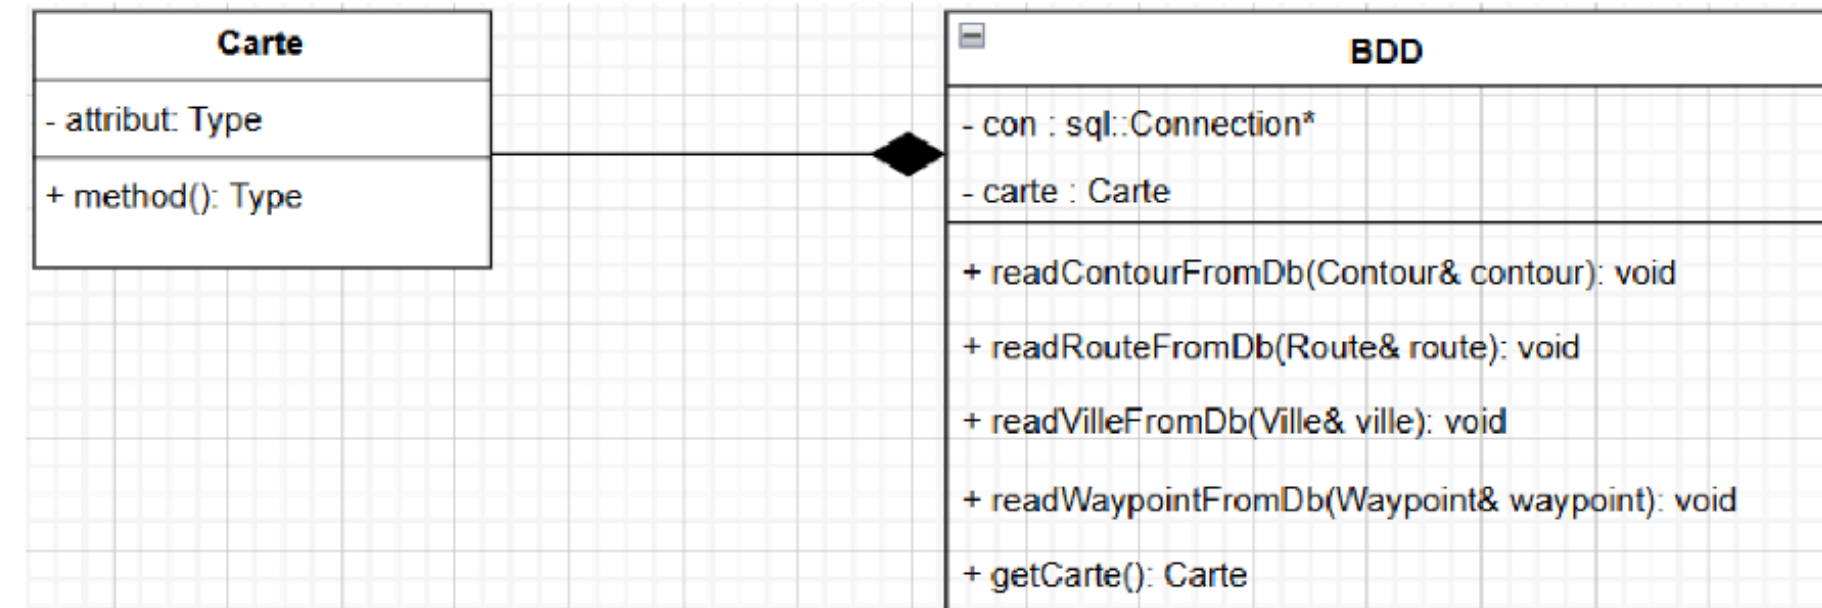 Carte
- attribut: Type
+ method(): Type
BDD
- con : sql::Connection*
- carte : Carte
+ readContourFromDb(Contour& contour): void
+ readRouteFromDb(Route& route): void
+ readVilleFromDb(Ville& ville): void
+ readWaypointFromDb(Waypoint& waypoint): void
+ getCarte(): Carte